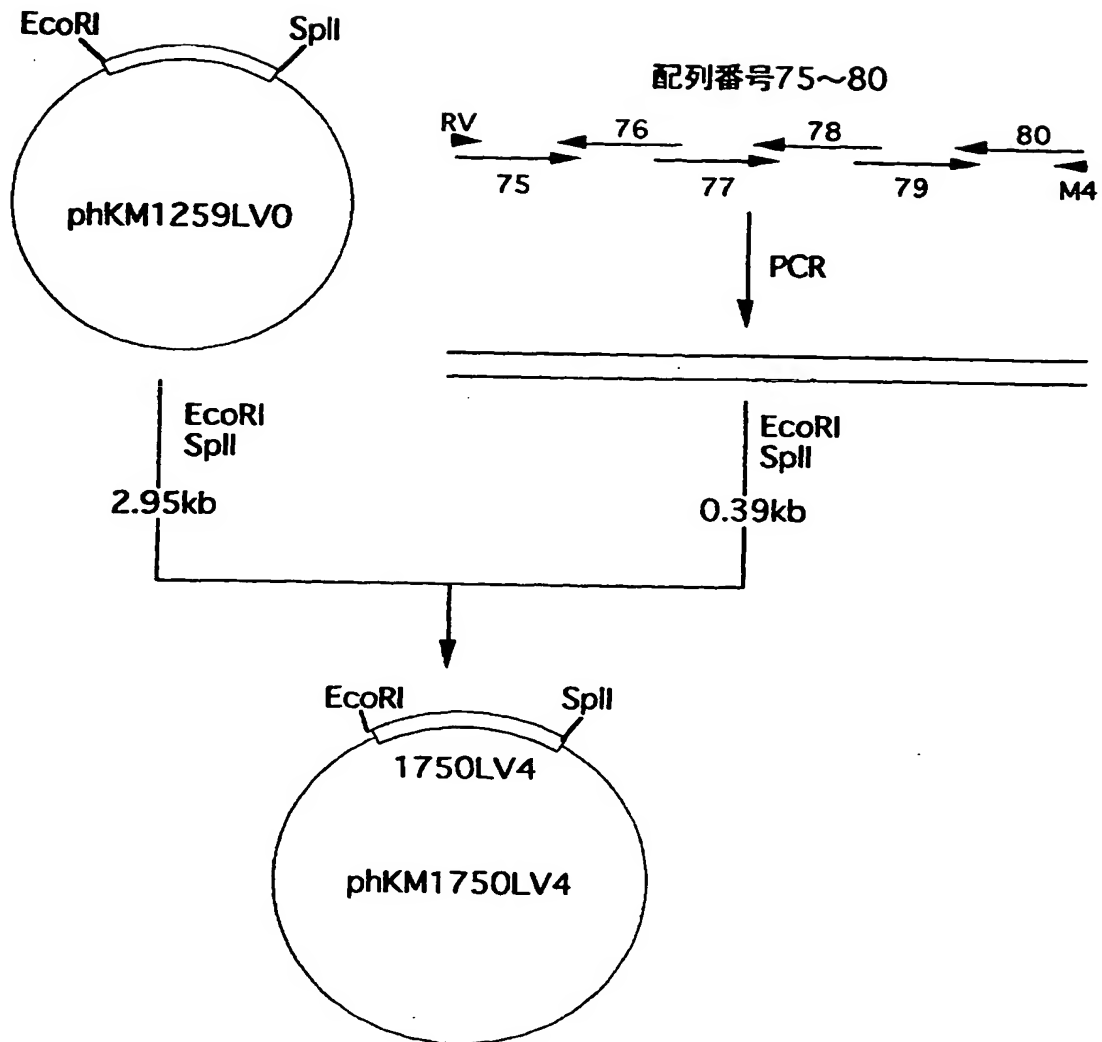 EcoRI
SplI
phKM1259LV0
配列番号75～80
RV
76
78
80
75
77
79
M4
PCR
EcoRI
SplI
2.95kb
EcoRI
SplI
0.39kb
EcoRI
SplI
1750LV4
phKM1750LV4